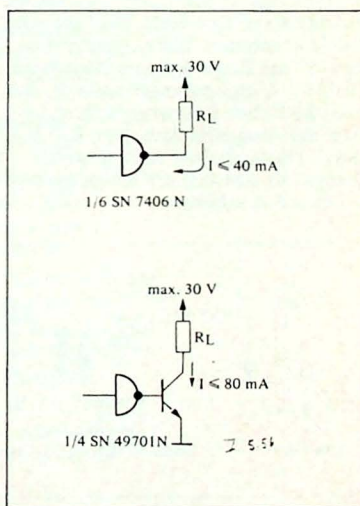 max. 30 V
RL
I ≤ 40 mA
1/6 SN 7406 N
max. 30 V
RL
I ≤ 80 mA
1/4 SN 49701N